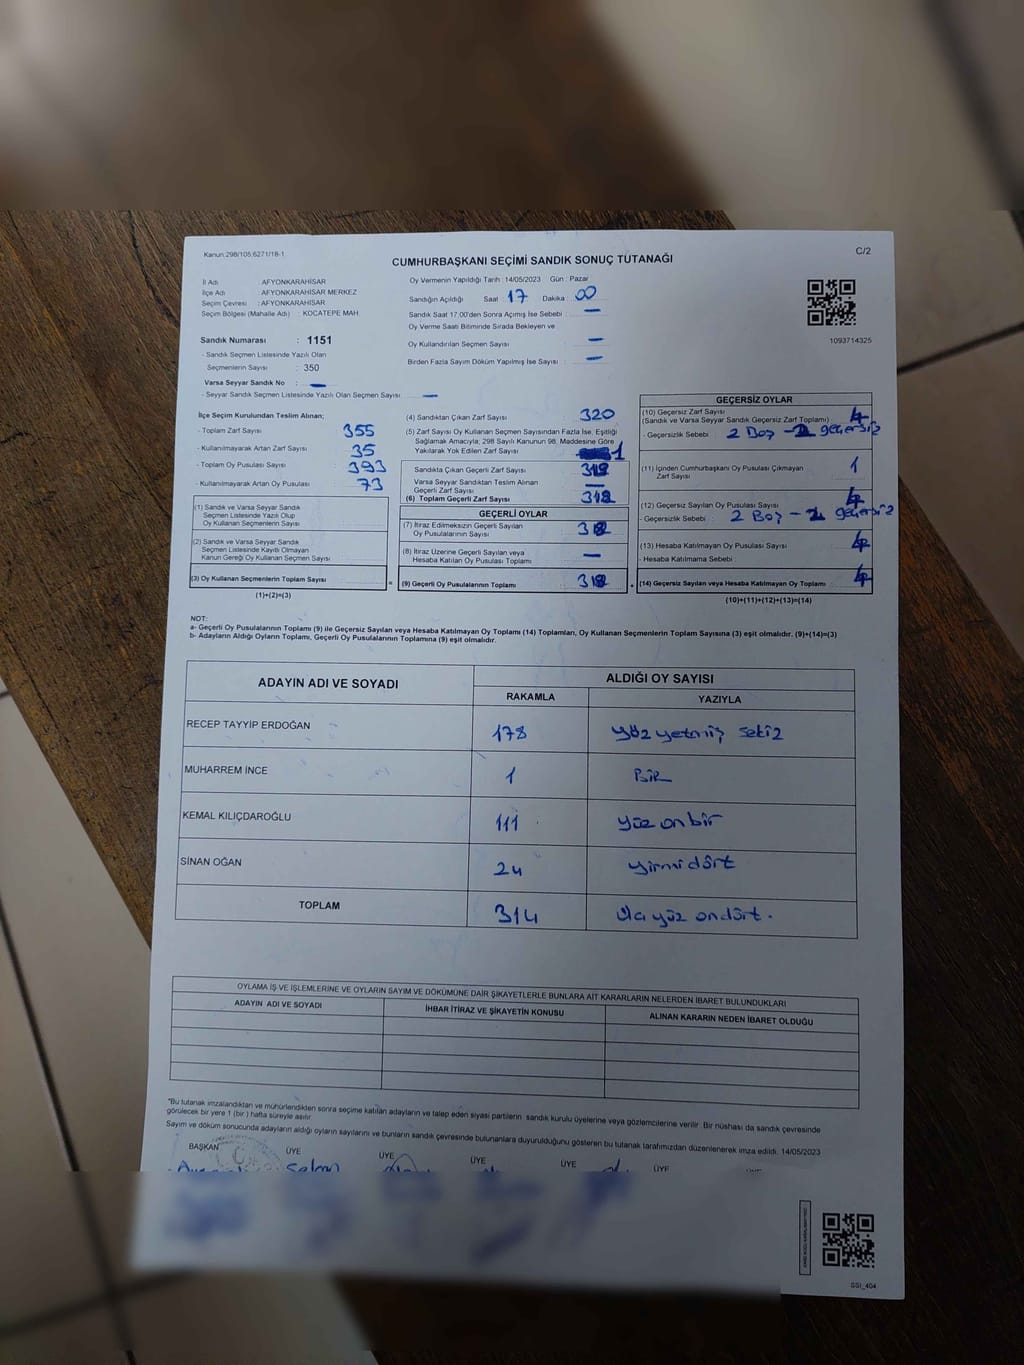 Kanun:298/105;6271/18-1
C/2
CUMHURBAŞKANI SEÇİMİ SANDIK SONUÇ TUTANAĞI
İl Adı : AFYONKARAHİSAR
İlçe Adı : AFYONKARAHİSAR MERKEZ
Seçim Çevresi : AFYONKARAHİSAR
Seçim Bölgesi (Mahalle Adı) : KOCATEPE MAH.
Oy Vermenin Yapıldığı Tarih : 14/05/2023 Gün : Pazar
Sandığın Açıldığı Saat : 17 Dakika : 00
Sandık Saat 17.00'den Sonra Açımış İse Sebebi : —
Oy Verme Saati Bitiminde Sırada Bekleyen ve
Oy Kullandırılan Seçmen Sayısı : —
Birden Fazla Sayım Döküm Yapılmış İse Sayısı : —
1093714325
Sandık Numarası : 1151
- Sandık Seçmen Listesinde Yazılı Olan
Seçmenlerin Sayısı : 350
Varsa Seyyar Sandık No : —
- Seyyar Sandık Seçmen Listesinde Yazılı Olan Seçmen Sayısı : —
İlçe Seçim Kurulundan Teslim Alınan;
- Toplam Zarf Sayısı : 355
- Kullanılmayarak Artan Zarf Sayısı : 35
- Toplam Oy Pusulası Sayısı : 393
- Kullanılmayarak Artan Oy Pusulası : 73
(1) Sandık ve Varsa Seyyar Sandık
Seçmen Listesinde Yazılı Olup
Oy Kullanan Seçmenlerin Sayısı
(2) Sandık ve Varsa Seyyar Sandık
Seçmen Listesinde Kayıtlı Olmayan
Kanun Gereği Oy Kullanan Seçmen Sayısı
(3) Oy Kullanan Seçmenlerin Toplam Sayısı
(1)+(2)=(3)
(4) Sandıktan Çıkan Zarf Sayısı : 320
(5) Zarf Sayısı Oy Kullanan Seçmen Sayısından Fazla İse, Eşitliği
Sağlamak Amacıyla; 298 Sayılı Kanunun 98. Maddesine Göre
Yakılarak Yok Edilen Zarf Sayısı : 1
Sandıkta Çıkan Geçerli Zarf Sayısı :
Varsa Seyyar Sandıktan Teslim Alınan
Geçerli Zarf Sayısı : —
(6) Toplam Geçerli Zarf Sayısı :
GEÇERLİ OYLAR
(7) İtiraz Edilmeksizin Geçerli Sayılan
Oy Pusulalarının Sayısı :
(8) İtiraz Üzerine Geçerli Sayılan veya
Hesaba Katılan Oy Pusulası Toplamı : —
(9) Geçerli Oy Pusulalarının Toplamı :
GEÇERSİZ OYLAR
(10) Geçersiz Zarf Sayısı
(Sandık ve Varsa Seyyar Sandık Geçersiz Zarf Toplamı) : 4
- Geçersizlik Sebebi : 2 Boş - 2 geçersiz
(11) İçinden Cumhurbaşkanı Oy Pusulası Çıkmayan
Zarf Sayısı : 1
(12) Geçersiz Sayılan Oy Pusulası Sayısı : 4
- Geçersizlik Sebebi : 2 Boş - 2 geçersiz
(13) Hesaba Katılmayan Oy Pusulası Sayısı : 4
- Hesaba Katılmama Sebebi :
(14) Geçersiz Sayılan veya Hesaba Katılmayan Oy Toplamı : 4
(10)+(11)+(12)+(13)=(14)
NOT:
a- Geçerli Oy Pusulalarının Toplamı (9) ile Geçersiz Sayılan veya Hesaba Katılmayan Oy Toplamı (14) Toplamları, Oy Kullanan Seçmenlerin Toplam Sayısına (3) eşit olmalıdır. (9)+(14)=(3)
b- Adayların Aldığı Oyların Toplamı, Geçerli Oy Pusulalarının Toplamına (9) eşit olmalıdır.
ADAYIN ADI VE SOYADI
ALDIĞI OY SAYISI
RAKAMLA YAZIYLA
RECEP TAYYİP ERDOĞAN 178 yüz yetmiş sekiz
MUHARREM İNCE 1 BİR
KEMAL KILIÇDAROĞLU 111 yüz on bir
SİNAN OĞAN 24 yirmi dört
TOPLAM 314 üç yüz on dört.
OYLAMA İŞ VE İŞLEMLERİNE VE OYLARIN SAYIM VE DÖKÜMÜNE DAİR ŞİKAYETLERLE BUNLARA AİT KARARLARIN NELERDEN İBARET BULUNDUKLARI
ADAYIN ADI VE SOYADI İHBAR İTİRAZ VE ŞİKAYETİN KONUSU ALINAN KARARIN NEDEN İBARET OLDUĞU
*Bu tutanak imzalandıktan ve mühürlendikten sonra seçime katılan adayların ve talep eden siyasi partilerin sandık kurulu üyelerine veya gözlemcilerine verilir. Bir nüshası da sandık çevresinde
görülecek bir yere 1 (bir) hafta süreyle asılır.
Sayım ve döküm sonucunda adayların aldığı oyların sayılarını ve bunların sandık çevresinde bulunanlara duyurulduğunu gösteren bu tutanak tarafımızdan düzenlenerek imza edildi. 14/05/2023
BAŞKAN ÜYE ÜYE ÜYE ÜYE ÜYE
SSI_404